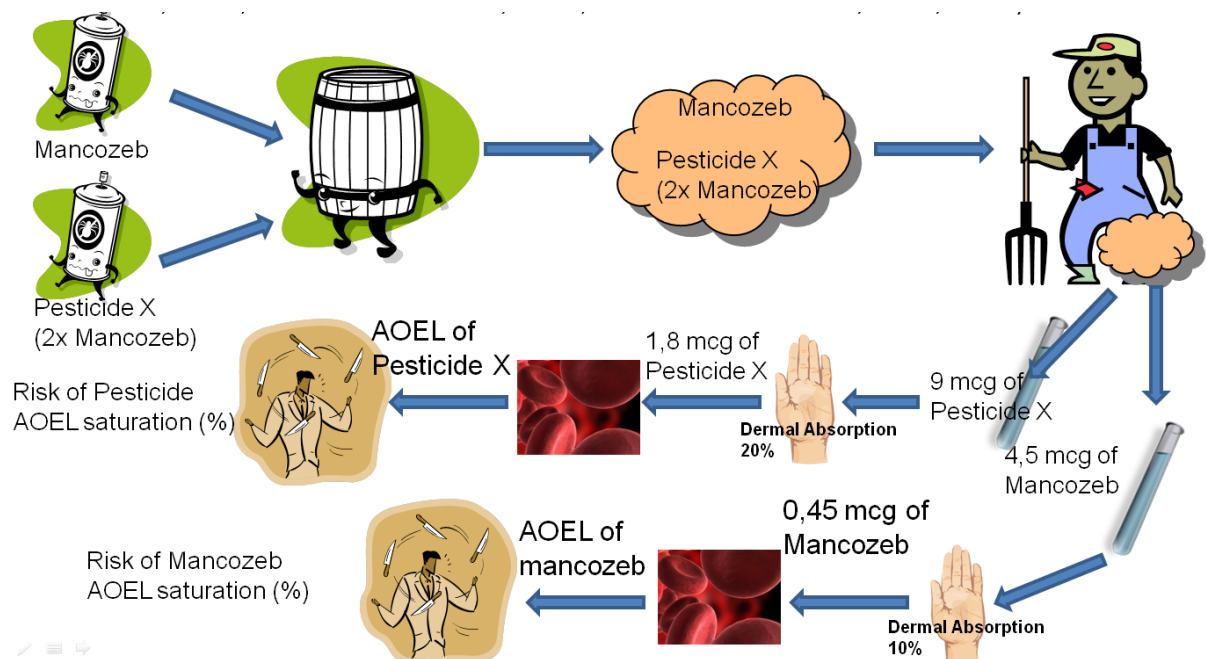 Mancozeb
Pesticide X
(2x Mancozeb)
Mancozeb
Pesticide X
(2x Mancozeb)
AOEL of
Pesticide X
1,8 mcg of
Pesticide X
9 mcg of
Pesticide X
Dermal Absorption
20%
Risk of Pesticide
AOEL saturation (%)
4,5 mcg of
Mancozeb
0,45 mcg of
Mancozeb
AOEL of
mancozeb
Risk of Mancozeb
AOEL saturation (%)
Dermal Absorption
10%